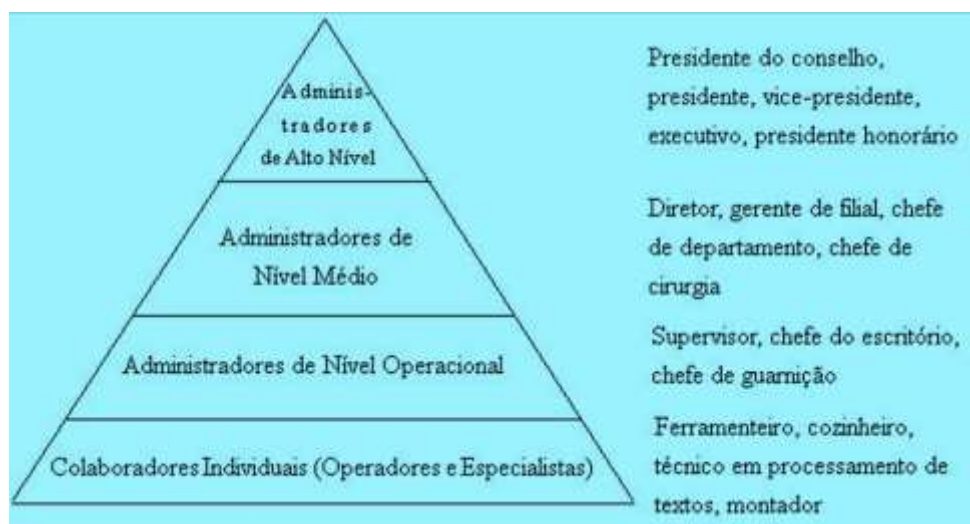 Adminis-
tradores
de Alto Nível
Presidente do conselho,
presidente, vice-presidente,
executivo, presidente honorário
Administradores de
Nível Médio
Diretor, gerente de filial, chefe
de departamento, chefe de
cirurgia
Administradores de Nível Operacional
Supervisor, chefe do escritório,
chefe de guarnição
Colaboradores Individuais (Operadores e Especialistas)
Ferramenteiro, cozinheiro,
técnico em processamento de
textos, montador